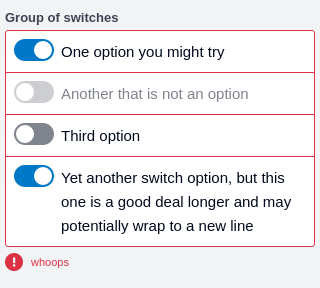 Group of switches
One option you might try
Another that is not an option
Third option
Yet another switch option, but this
one is a good deal longer and may
potentially wrap to a new line
whoops